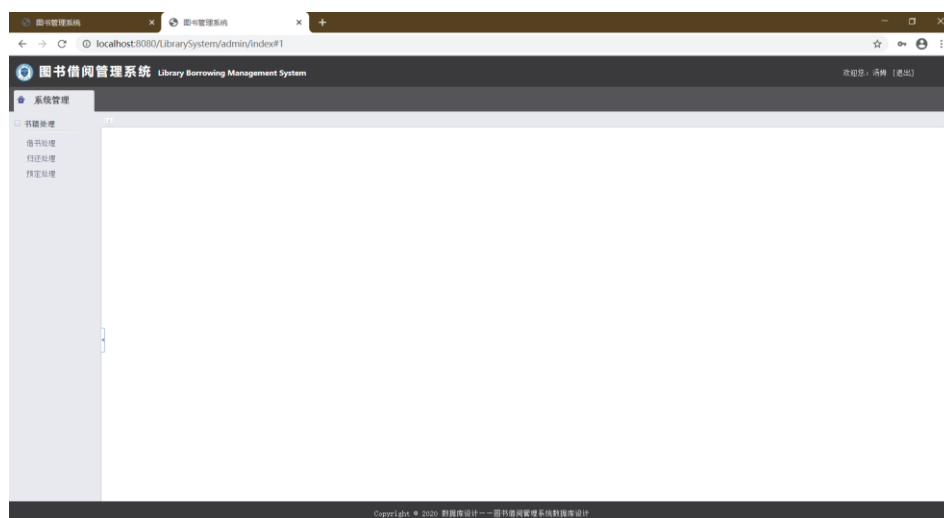 图书管理系统
图书管理系统
localhost:8080/LibrarySystem/admin/index#1
图书借阅管理系统 Library Borrowing Management System
欢迎您：汤姆 [退出]
系统管理
书籍处理
借书处理
归还处理
预定处理
Copyright © 2020 数据库设计——图书借阅管理系统数据库设计